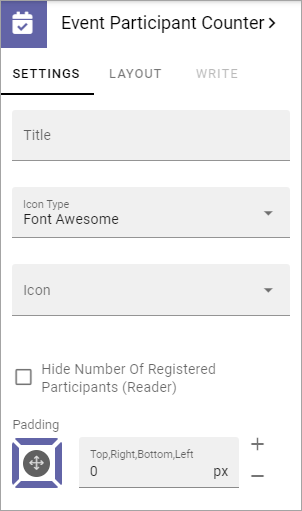 Event Participant Counter
SETTINGS LAYOUT WRITE
Title
Icon Type
Font Awesome
Icon
Hide Number Of Registered
Participants (Reader)
Padding
Top,Right,Bottom,Left
0 px